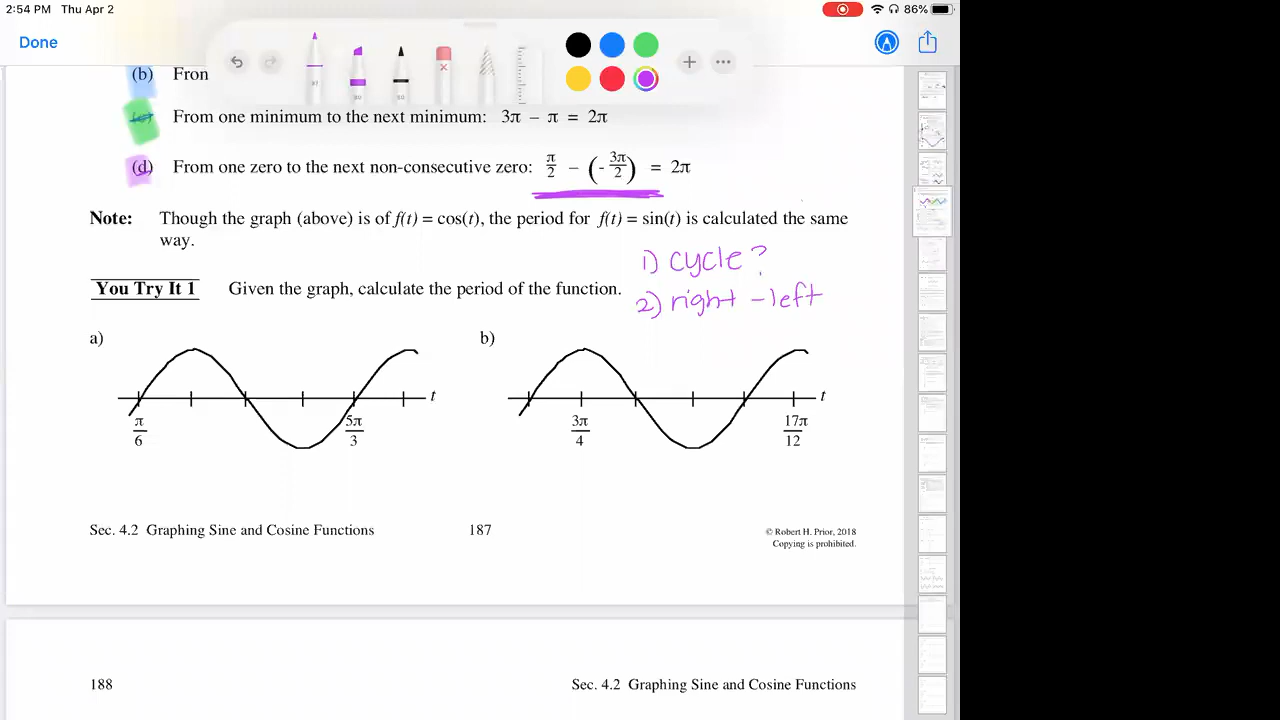 2:54 PM Thu Apr 2
86%
Done
(b) Fron
From one minimum to the next minimum: 3π – π = 2π
(d) From one zero to the next non-consecutive zero: π/2 – (-3π/2) = 2π
Note: Though the graph (above) is of f(t) = cos(t), the period for f(t) = sin(t) is calculated the same
way.
1) cycle?
You Try It 1 Given the graph, calculate the period of the function.
2) right - left
a)
b)
t
t
π/6
5π/3
3π/4
17π/12
Sec. 4.2 Graphing Sine and Cosine Functions
187
© Robert H. Prior, 2018
Copying is prohibited.
188
Sec. 4.2 Graphing Sine and Cosine Functions